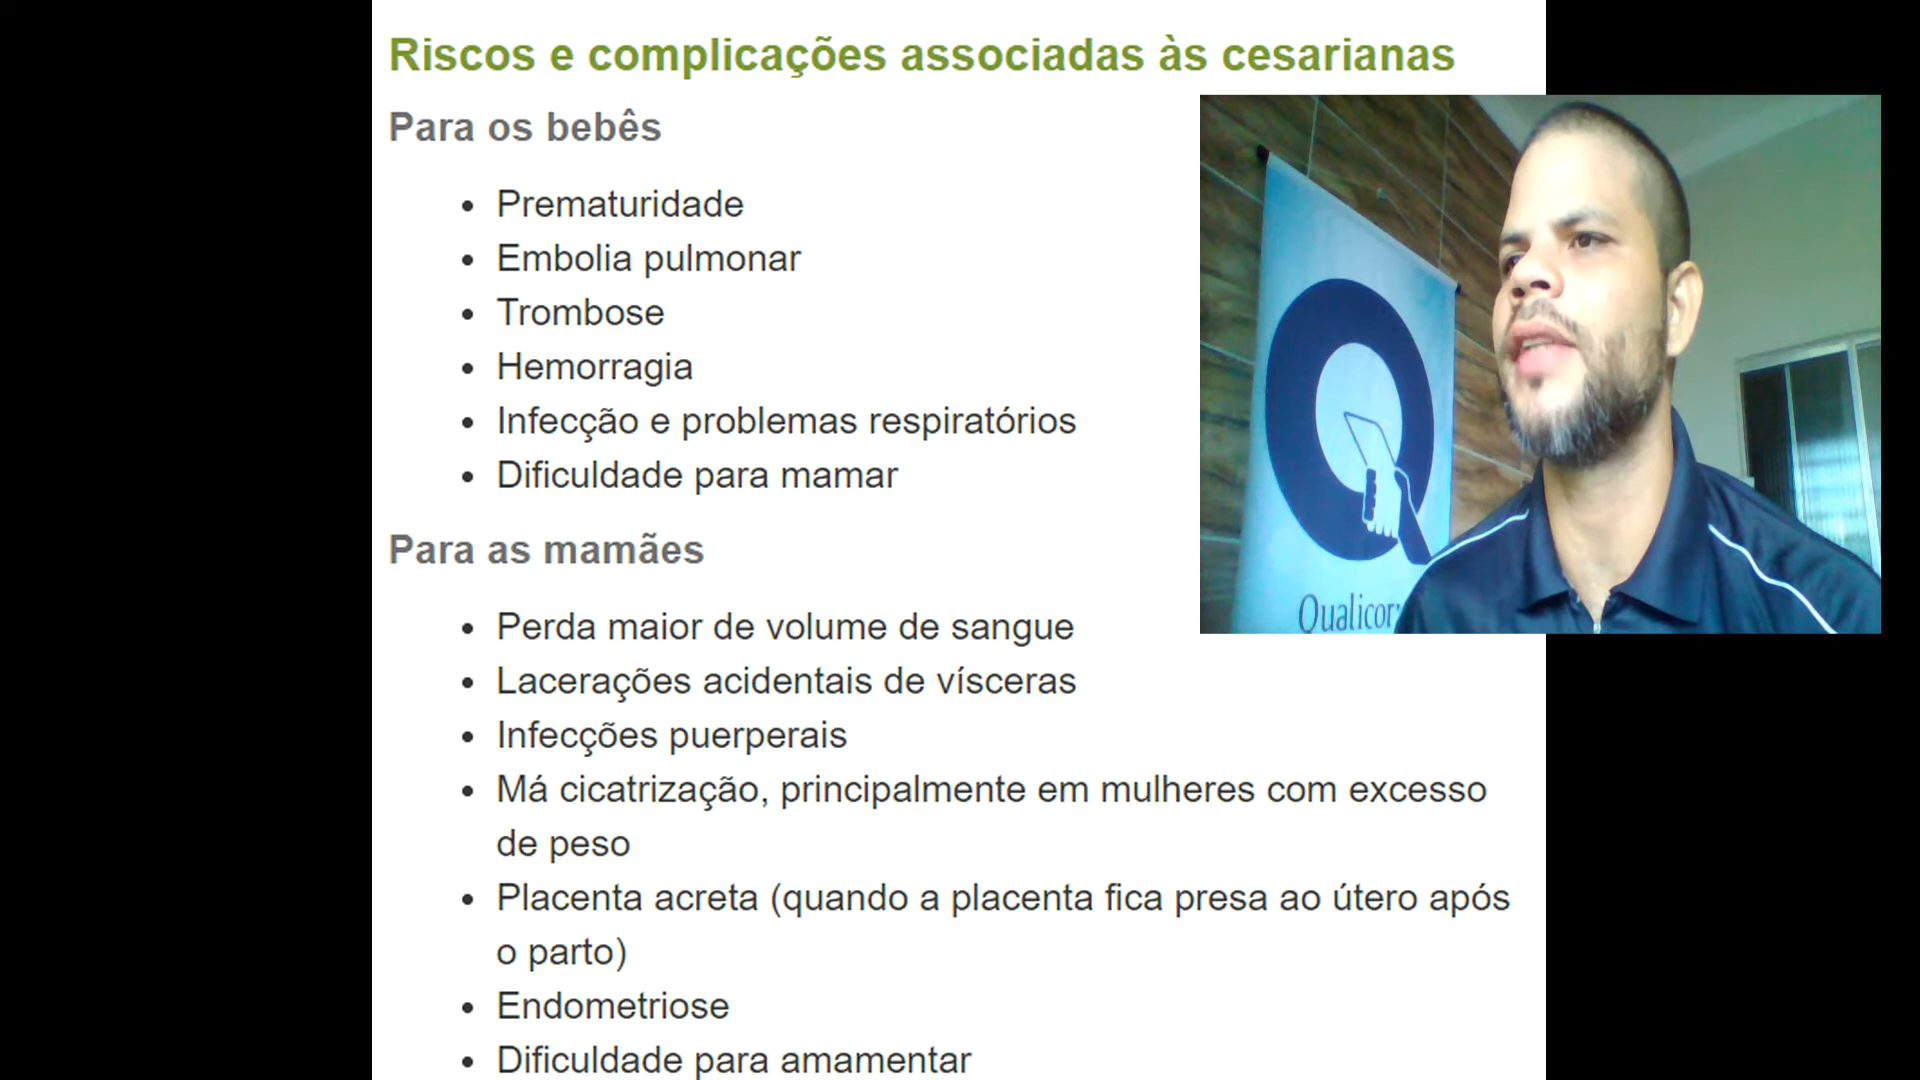 Riscos e complicações associadas às cesarianas
Para os bebês
• Prematuridade
• Embolia pulmonar
• Trombose
• Hemorragia
• Infecção e problemas respiratórios
• Dificuldade para mamar
Para as mamães
• Perda maior de volume de sangue
• Lacerações acidentais de vísceras
• Infecções puerperais
• Má cicatrização, principalmente em mulheres com excesso
de peso
• Placenta acreta (quando a placenta fica presa ao útero após
o parto)
• Endometriose
• Dificuldade para amamentar